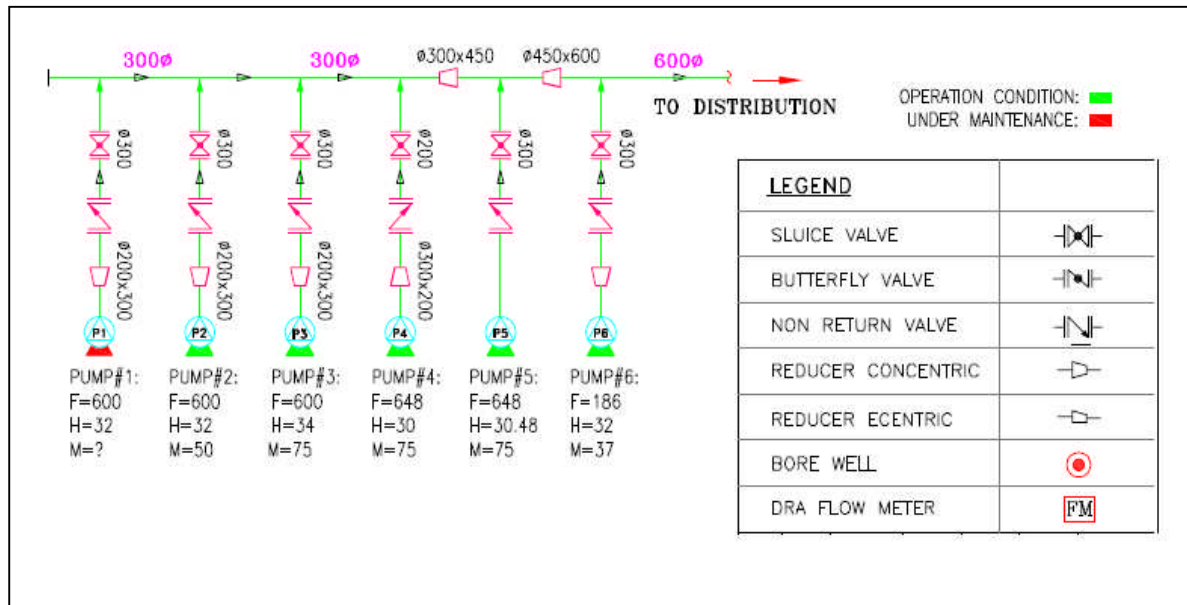 300ø
300ø
ø300x450
ø450x600
600ø
TO DISTRIBUTION
OPERATION CONDITION:
UNDER MAINTENANCE:
ø300
ø300
ø300
ø200
ø300
ø300
ø200x300
ø200x300
ø200x300
ø300x200
P1
P2
P3
P4
P5
P6
PUMP#1:
F=600
H=32
M=?
PUMP#2:
F=600
H=32
M=50
PUMP#3:
F=600
H=34
M=75
PUMP#4:
F=648
H=30
M=75
PUMP#5:
F=648
H=30.48
M=75
PUMP#6:
F=186
H=32
M=37
LEGEND
SLUICE VALVE
BUTTERFLY VALVE
NON RETURN VALVE
REDUCER CONCENTRIC
REDUCER ECENTRIC
BORE WELL
DRA FLOW METER
FM